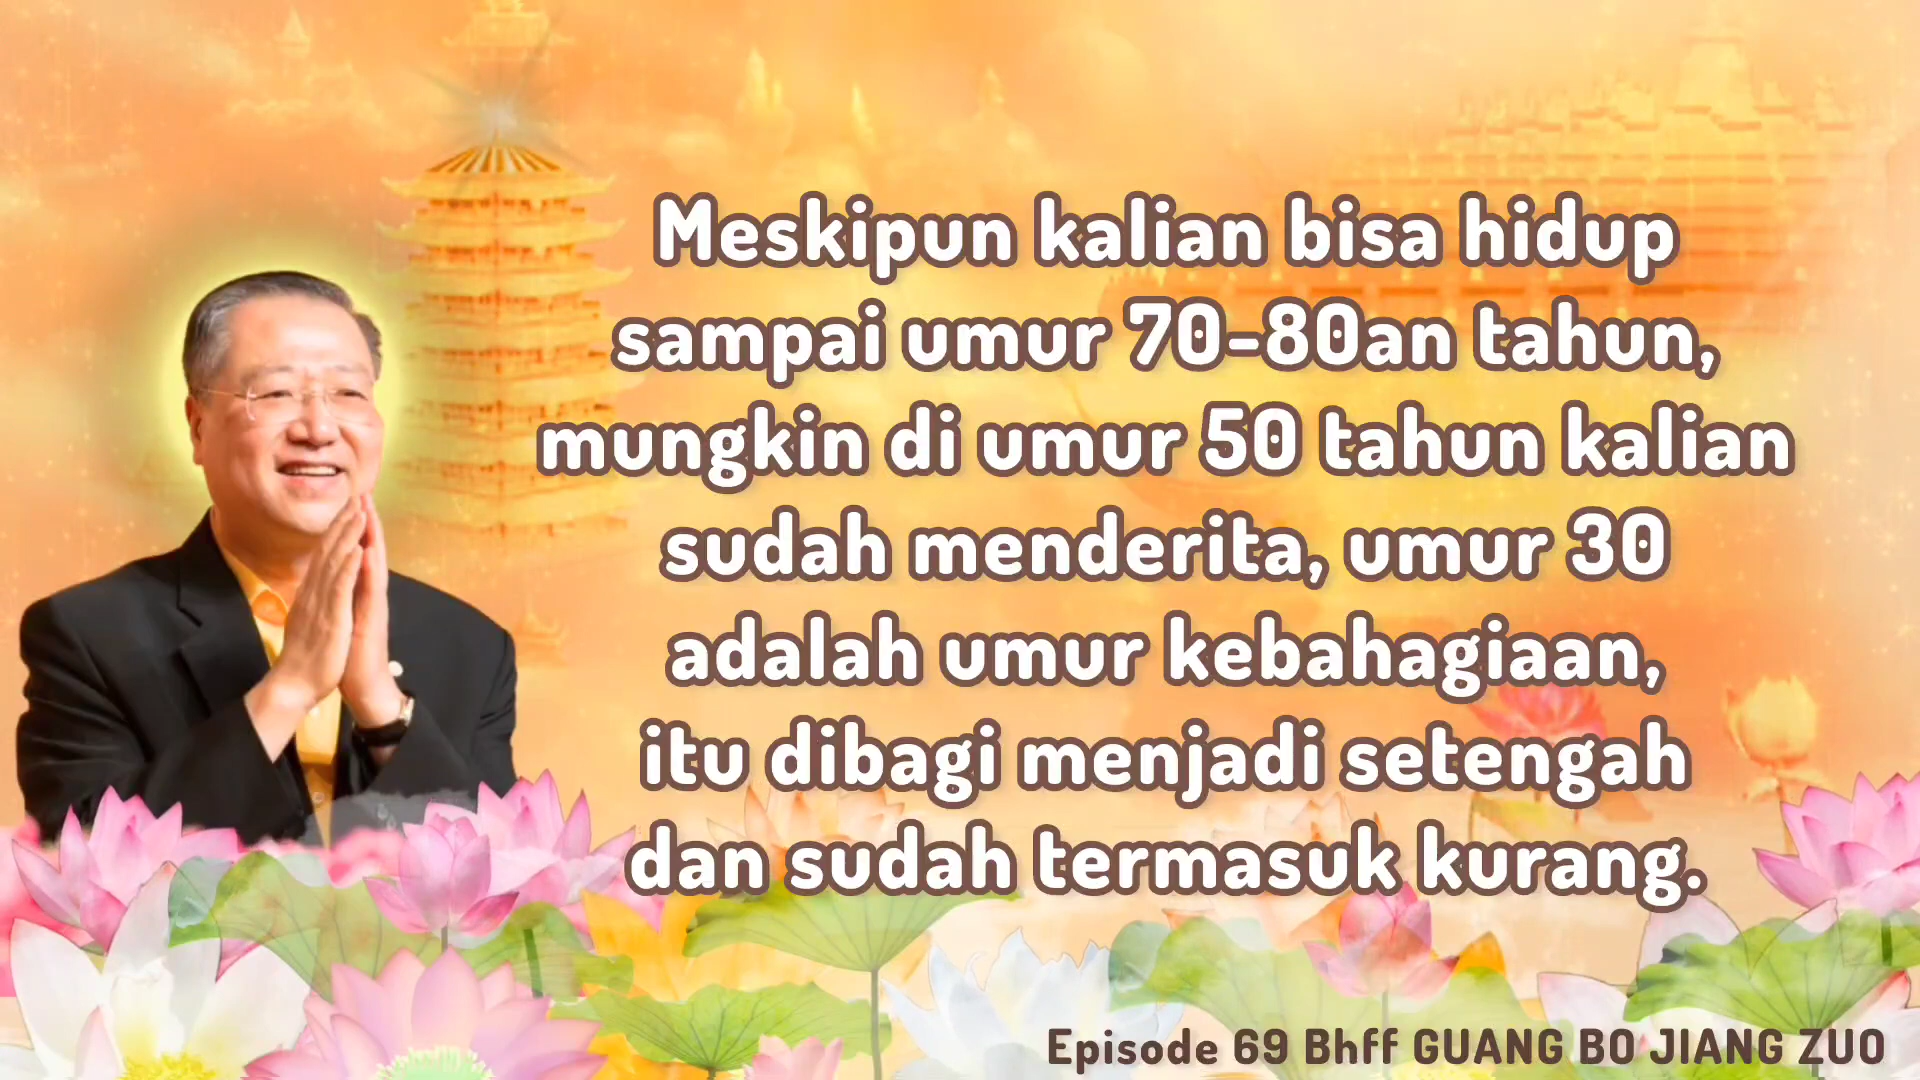 Meskipun kalian bisa hidup
sampai umur 70-80an tahun,
mungkin di umur 50 tahun kalian
sudah menderita, umur 30
adalah umur kebahagiaan,
itu dibagi menjadi setengah
dan sudah termasuk kurang.
Episode 69 Bhff GUANG BO JIANG ZUO